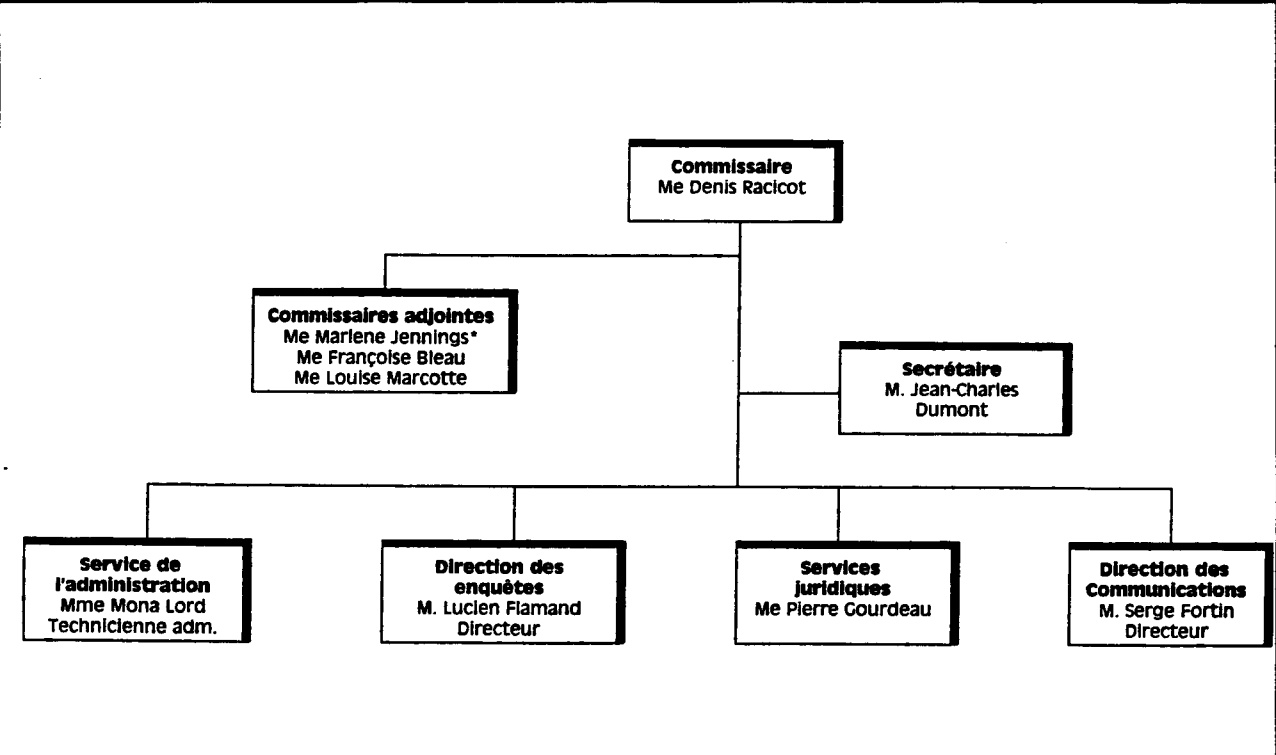 Commissaire
Me Denis Racicot
Commissaires adjointes
Me Marlene Jennings*
Me Françoise Bleau
Me Louise Marcotte
Secrétaire
M. Jean-Charles
Dumont
Service de
l'administration
Mme Mona Lord
Technicienne adm.
Direction des
enquêtes
M. Lucien Flamand
Directeur
Services
juridiques
Me Pierre Gourdeau
Direction des
Communications
M. Serge Fortin
Directeur